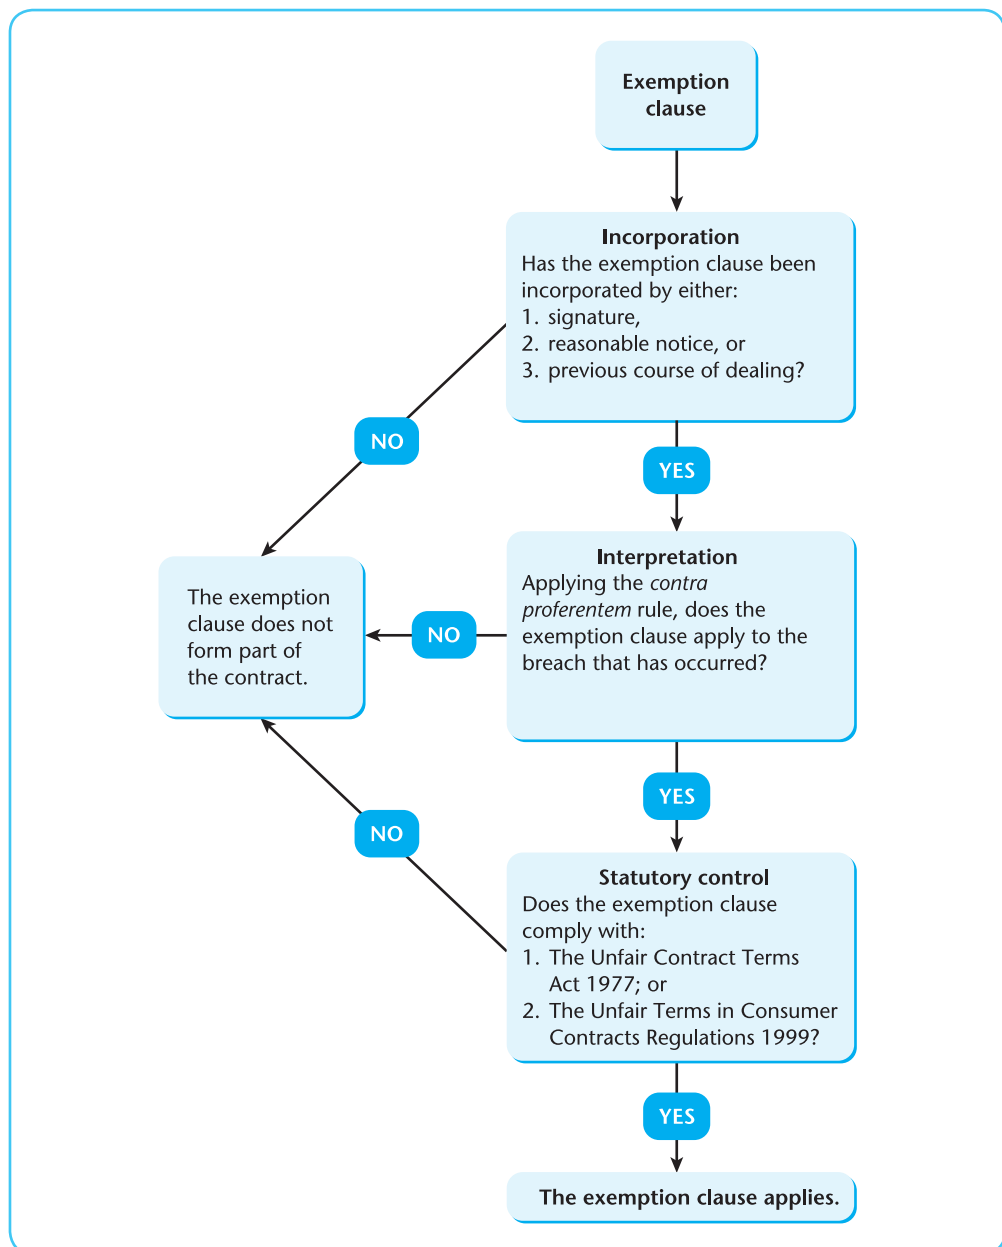 Exemption
clause
Incorporation
Has the exemption clause been
incorporated by either:
1. signature,
2. reasonable notice, or
3. previous course of dealing?
NO
YES
Interpretation
Applying the contra
proferentem rule, does the
exemption clause apply to the
breach that has occurred?
The exemption
clause does not
form part of
the contract.
NO
YES
NO
Statutory control
Does the exemption clause
comply with:
1. The Unfair Contract Terms
Act 1977; or
2. The Unfair Terms in Consumer
Contracts Regulations 1999?
YES
The exemption clause applies.